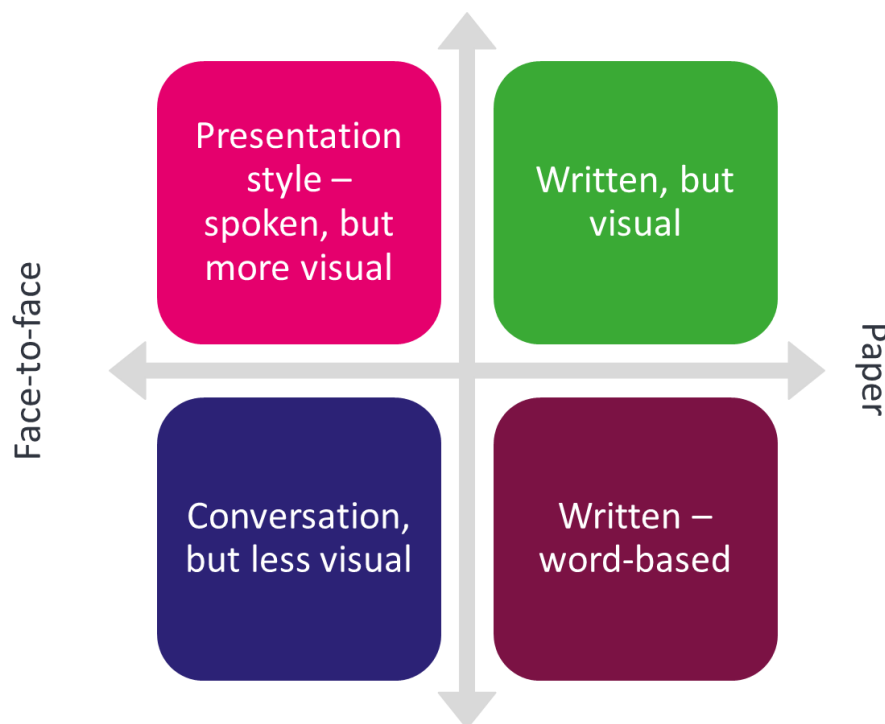 Presentation
style –
spoken, but
more visual
Written, but
visual
Face-to-face
Paper
Conversation,
but less visual
Written –
word-based